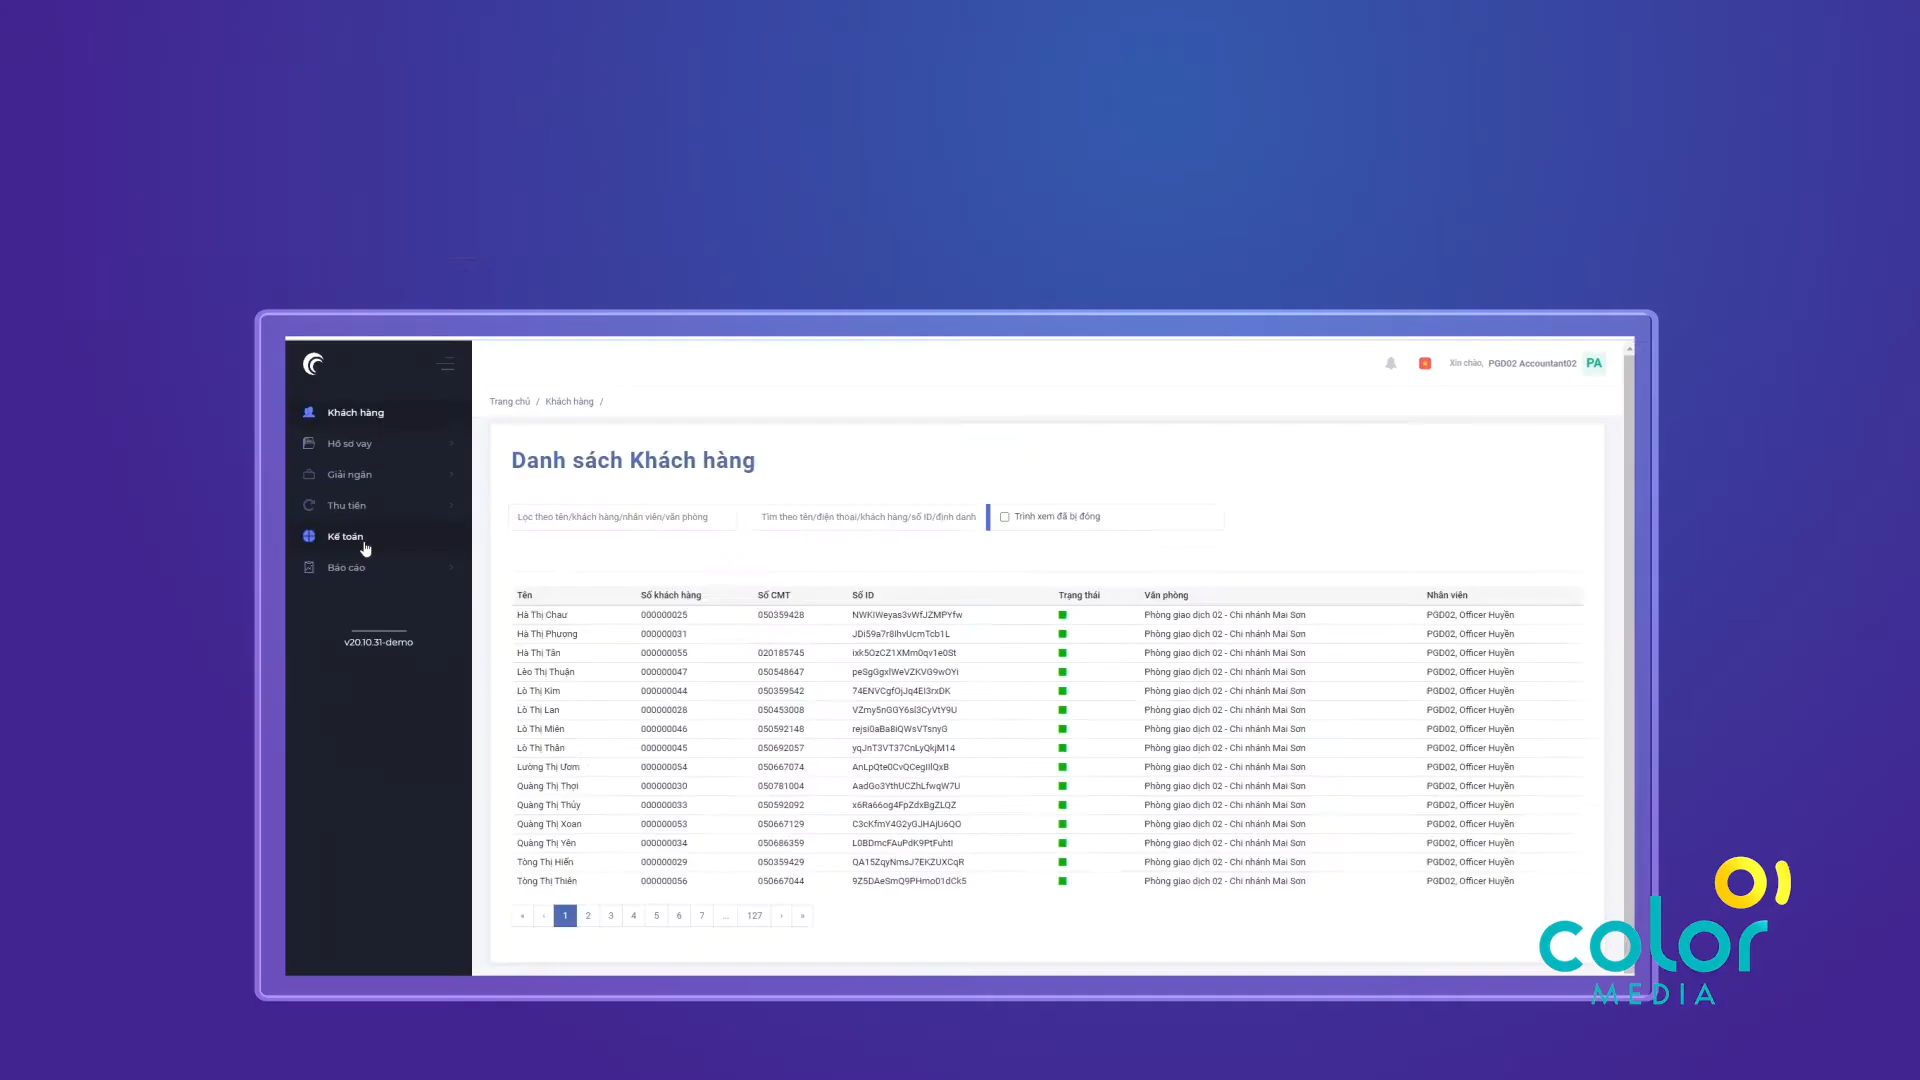 Xin chào, PGD02 Accountant02 PA
Trang chủ / Khách hàng /
Khách hàng
Hồ sơ vay
Giải ngân
Thu tiền
Kế toán
Báo cáo
v20.10.31-demo
Danh sách Khách hàng
Lọc theo tên/khách hàng/nhân viên/văn phòng
Tìm theo tên/điện thoại/khách hàng/số ID/định danh
Trình xem đã bị đóng
Tên Số khách hàng Số CMT Số ID Trạng thái Văn phòng Nhân viên
Hà Thị Chau 000000025 050359428 NWKIWeyas3vWfJZMPYfw Phòng giao dịch 02 - Chi nhánh Mai Sơn PGD02, Officer Huyền
Hà Thị Phượng 000000031 JDi59a7r8IhvUcmTcb1L Phòng giao dịch 02 - Chi nhánh Mai Sơn PGD02, Officer Huyền
Hà Thị Tân 000000055 020185745 ixk5OzCZ1XMm0qv1e0St Phòng giao dịch 02 - Chi nhánh Mai Sơn PGD02, Officer Huyền
Lèo Thị Thuận 000000047 050548647 peSgGgxlWeVZKVG9wOYi Phòng giao dịch 02 - Chi nhánh Mai Sơn PGD02, Officer Huyền
Lò Thị Kim 000000044 050359542 74ENVCgfOjJq4EI3rxDK Phòng giao dịch 02 - Chi nhánh Mai Sơn PGD02, Officer Huyền
Lò Thị Lan 000000028 050453008 VZmy5nGGY6sl3CyVtY9U Phòng giao dịch 02 - Chi nhánh Mai Sơn PGD02, Officer Huyền
Lò Thị Miên 000000046 050592148 rejsi0aBa8iQWsVTsnyG Phòng giao dịch 02 - Chi nhánh Mai Sơn PGD02, Officer Huyền
Lò Thị Thân 000000045 050692057 yqJnT3VT37CnLyQkjM14 Phòng giao dịch 02 - Chi nhánh Mai Sơn PGD02, Officer Huyền
Lường Thị Ươm 000000054 050667074 AnLpQte0CvQCegIIlQxB Phòng giao dịch 02 - Chi nhánh Mai Sơn PGD02, Officer Huyền
Quàng Thị Thợi 000000030 050781004 AadGo3YthUCZhLfwqW7U Phòng giao dịch 02 - Chi nhánh Mai Sơn PGD02, Officer Huyền
Quàng Thị Thủy 000000033 050592092 x6Ra66og4FpZdxBgZLQZ Phòng giao dịch 02 - Chi nhánh Mai Sơn PGD02, Officer Huyền
Quàng Thị Xoan 000000053 050667129 C3cKfmY4G2yGJHAjU6QO Phòng giao dịch 02 - Chi nhánh Mai Sơn PGD02, Officer Huyền
Quàng Thị Yên 000000034 050686359 L0BDmcFAuPdK9PtFuhtI Phòng giao dịch 02 - Chi nhánh Mai Sơn PGD02, Officer Huyền
Tòng Thị Hiến 000000029 050359429 QA15ZqyNmsJ7EKZUXCqR Phòng giao dịch 02 - Chi nhánh Mai Sơn PGD02, Officer Huyền
Tòng Thị Thiên 000000056 050667044 9Z5DAeSmQ9PHmo01dCk5 Phòng giao dịch 02 - Chi nhánh Mai Sơn PGD02, Officer Huyền
« ‹ 1 2 3 4 5 6 7 ... 127 › »
color
MEDIA